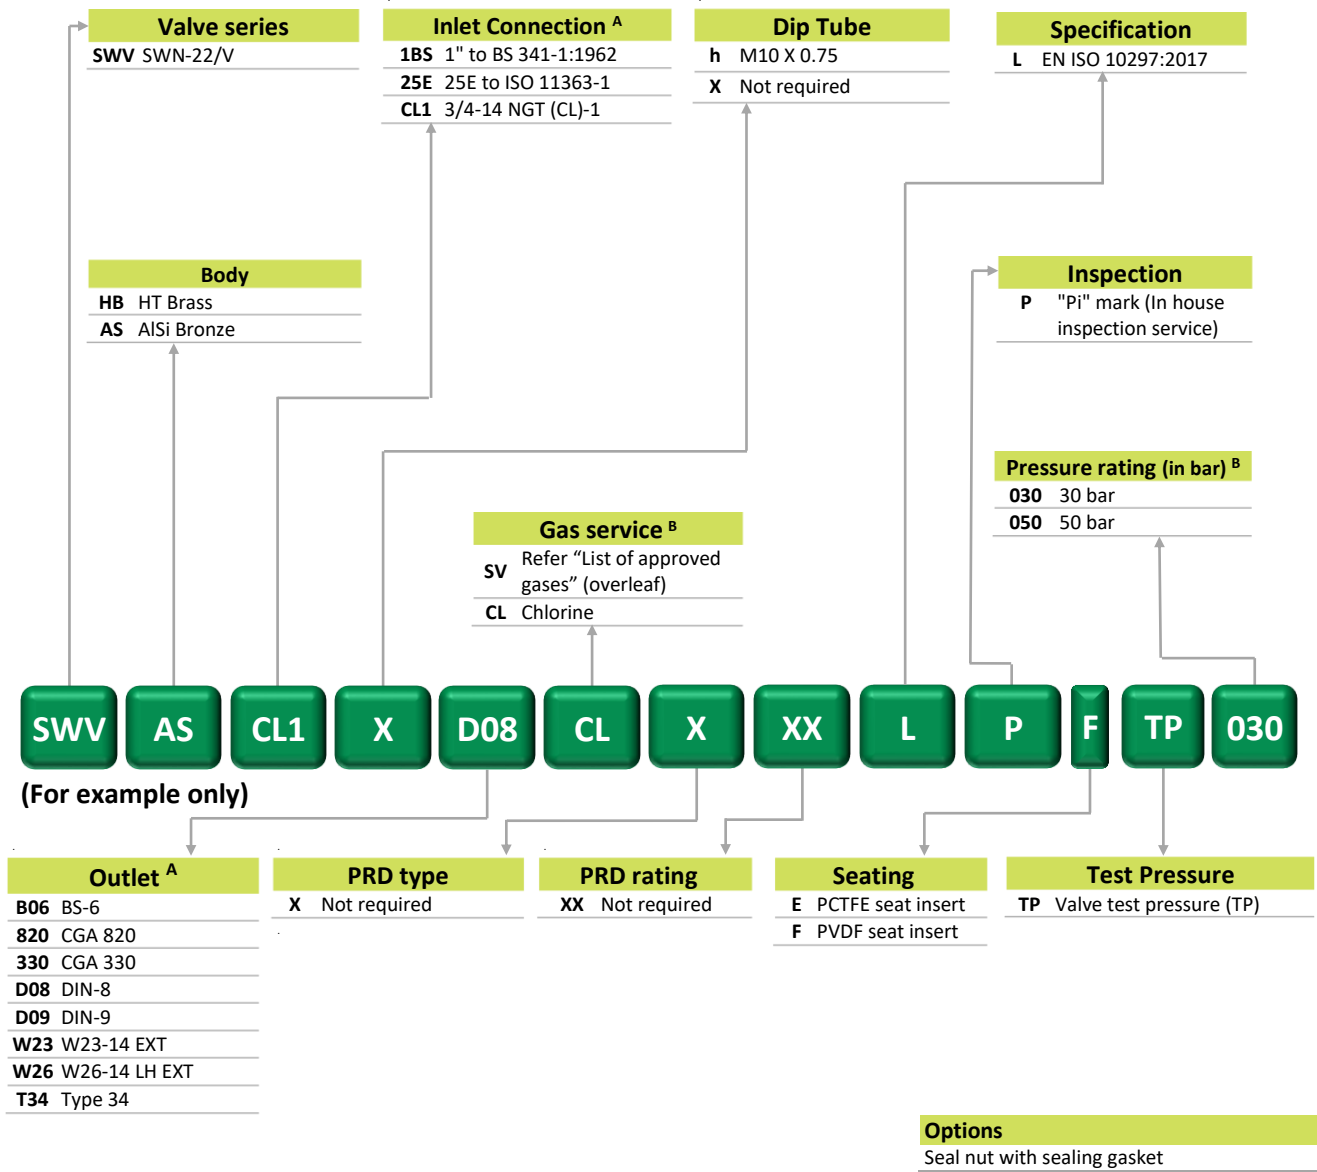 Valve series
SWV SWN-22/V
Inlet Connection A
1BS 1" to BS 341-1:1962
25E 25E to ISO 11363-1
CL1 3/4-14 NGT (CL)-1
Dip Tube
h M10 X 0.75
X Not required
Specification
L EN ISO 10297:2017
Body
HB HT Brass
AS AlSi Bronze
Inspection
P "Pi" mark (In house
inspection service)
Pressure rating (in bar) B
030 30 bar
050 50 bar
Gas service B
SV Refer “List of approved
gases” (overleaf)
CL Chlorine
SWV AS CL1 X D08 CL X XX L P F TP 030
(For example only)
Outlet A
B06 BS-6
820 CGA 820
330 CGA 330
D08 DIN-8
D09 DIN-9
W23 W23-14 EXT
W26 W26-14 LH EXT
T34 Type 34
PRD type
X Not required
PRD rating
XX Not required
Seating
E PCTFE seat insert
F PVDF seat insert
Test Pressure
TP Valve test pressure (TP)
Options
Seal nut with sealing gasket